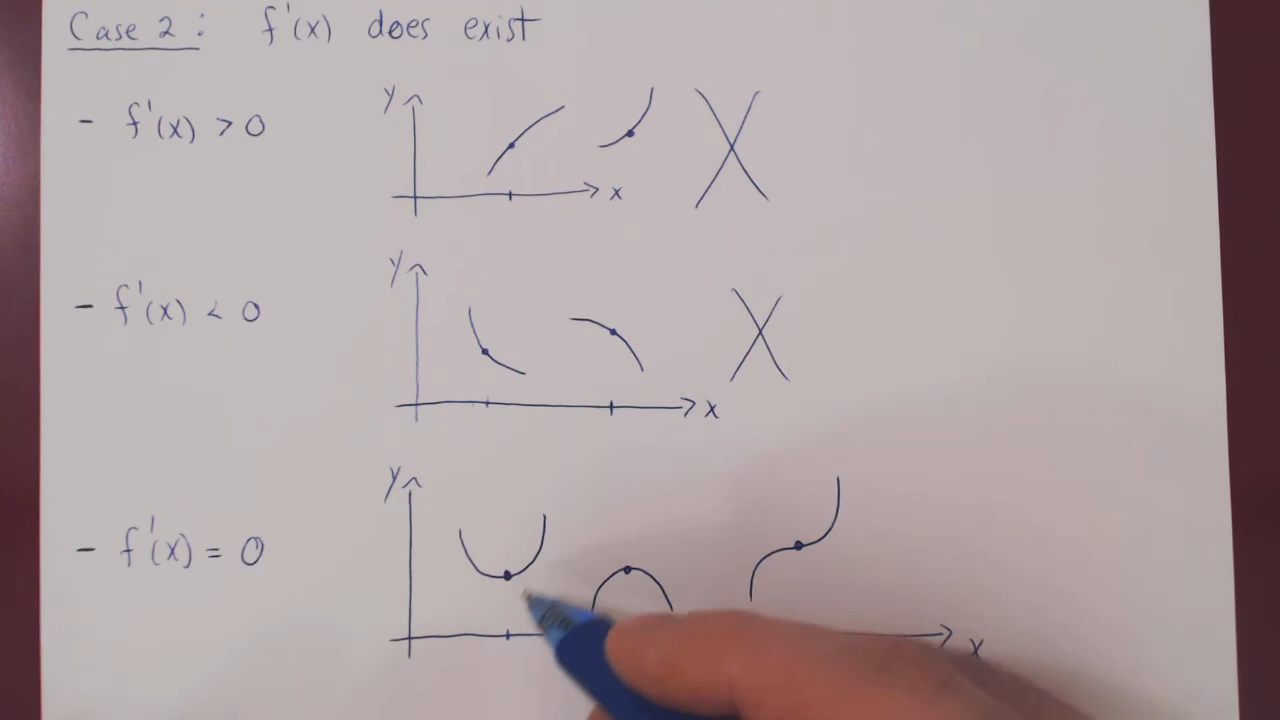 Case 2: f'(x) does exist
y
- f'(x) > 0
x
y
- f'(x) < 0
x
y
- f'(x) = 0
x